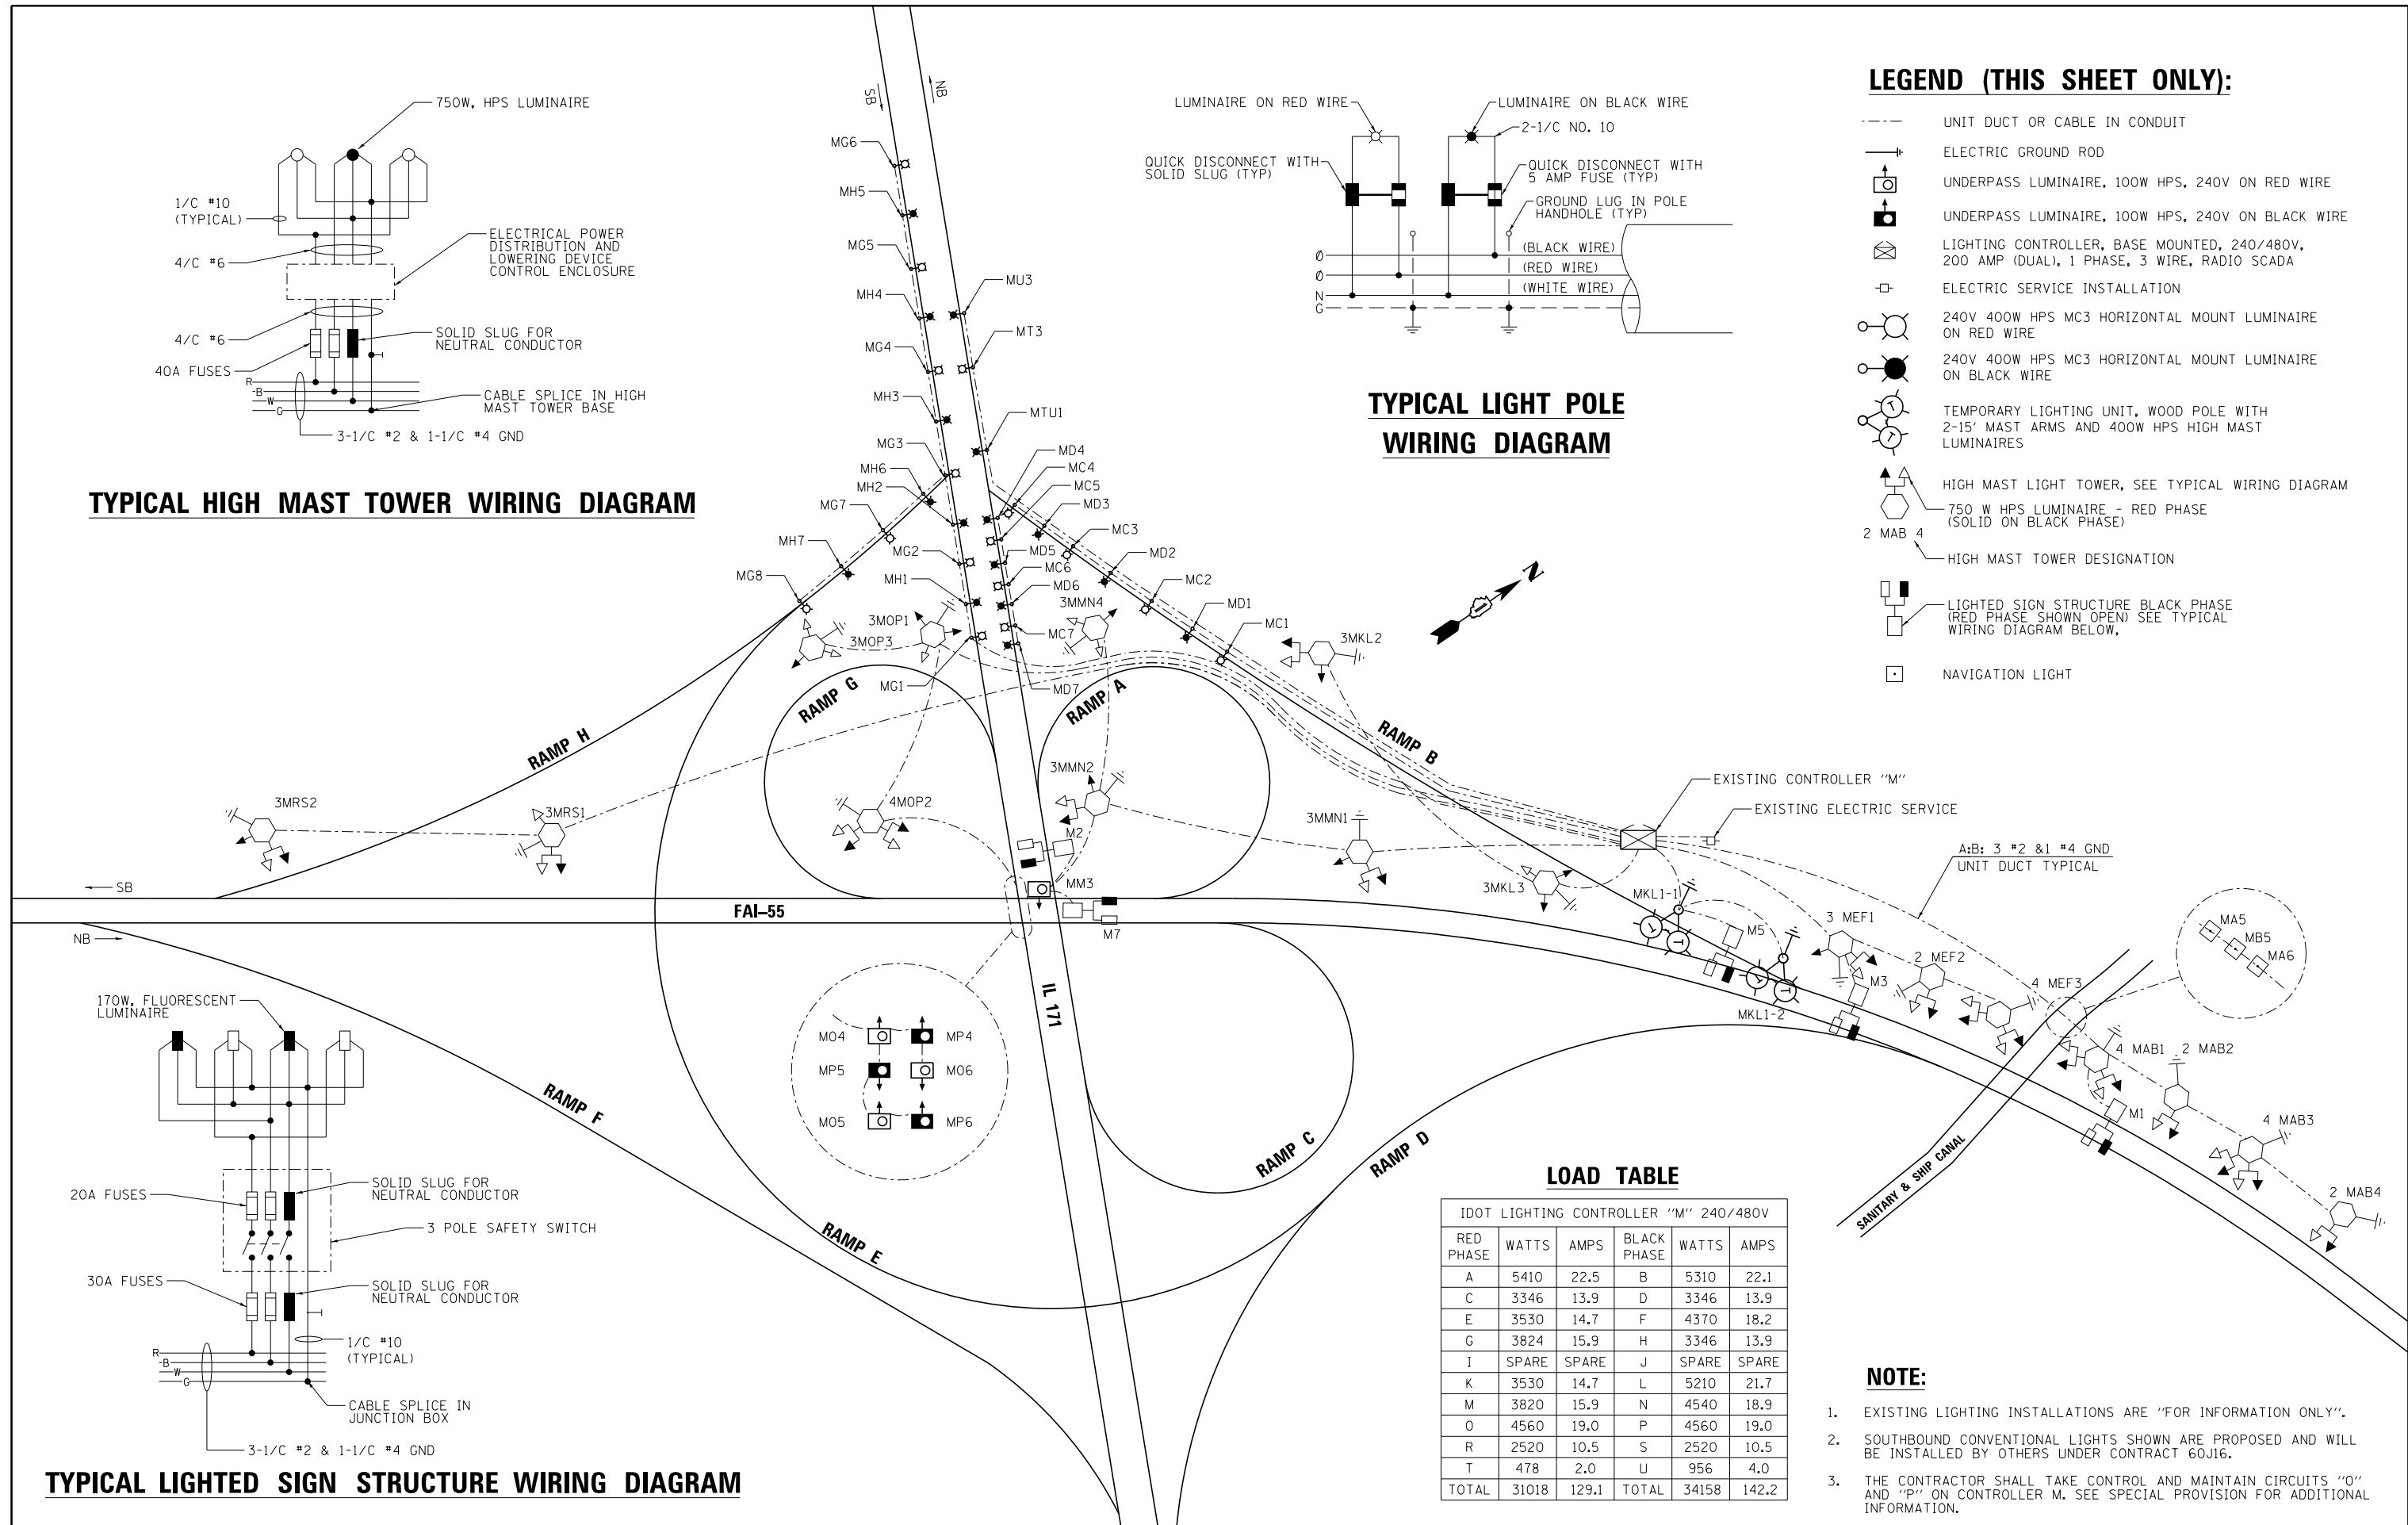 750W, HPS LUMINAIRE
1/C #10
(TYPICAL)
4/C #6
ELECTRICAL POWER
DISTRIBUTION AND
LOWERING DEVICE
CONTROL ENCLOSURE
4/C #6
SOLID SLUG FOR
NEUTRAL CONDUCTOR
40A FUSES
R
B
W
G
CABLE SPLICE IN HIGH
MAST TOWER BASE
3-1/C #2 & 1-1/C #4 GND
TYPICAL HIGH MAST TOWER WIRING DIAGRAM
SB
NB
MG6
MH5
MG5
MH4
MG4
MH3
MG3
MH6
MH2
MG7
MH7
MG2
MG8
MH1
MU3
MT3
MTU1
MD4
MC4
MC5
MD3
MC3
MD5
MD2
MC6
MC2
MD6
3MMN4
MD1
MC7
MC1
3MOP1
3MOP3
3MKL2
MG1
MD7
LUMINAIRE ON RED WIRE
LUMINAIRE ON BLACK WIRE
2-1/C NO. 10
QUICK DISCONNECT WITH
SOLID SLUG (TYP)
QUICK DISCONNECT WITH
5 AMP FUSE (TYP)
GROUND LUG IN POLE
HANDHOLE (TYP)
Ø
(BLACK WIRE)
Ø
(RED WIRE)
N
(WHITE WIRE)
G
TYPICAL LIGHT POLE
WIRING DIAGRAM
N
LEGEND (THIS SHEET ONLY):
UNIT DUCT OR CABLE IN CONDUIT
ELECTRIC GROUND ROD
UNDERPASS LUMINAIRE, 100W HPS, 240V ON RED WIRE
UNDERPASS LUMINAIRE, 100W HPS, 240V ON BLACK WIRE
LIGHTING CONTROLLER, BASE MOUNTED, 240/480V,
200 AMP (DUAL), 1 PHASE, 3 WIRE, RADIO SCADA
ELECTRIC SERVICE INSTALLATION
240V 400W HPS MC3 HORIZONTAL MOUNT LUMINAIRE
ON RED WIRE
240V 400W HPS MC3 HORIZONTAL MOUNT LUMINAIRE
ON BLACK WIRE
T
T
TEMPORARY LIGHTING UNIT, WOOD POLE WITH
2-15' MAST ARMS AND 400W HPS HIGH MAST
LUMINAIRES
HIGH MAST LIGHT TOWER, SEE TYPICAL WIRING DIAGRAM
750 W HPS LUMINAIRE - RED PHASE
(SOLID ON BLACK PHASE)
2 MAB 4
HIGH MAST TOWER DESIGNATION
LIGHTED SIGN STRUCTURE BLACK PHASE
(RED PHASE SHOWN OPEN) SEE TYPICAL
WIRING DIAGRAM BELOW,
NAVIGATION LIGHT
RAMP G
RAMP A
RAMP H
RAMP B
3MRS2
3MRS1
4MOP2
3MMN2
M2
3MMN1
EXISTING CONTROLLER "M"
EXISTING ELECTRIC SERVICE
A:B: 3 #2 &1 #4 GND
UNIT DUCT TYPICAL
SB
FAI–55
NB
MM3
M7
3MKL3
MKL1-1
M5
T
T
T
T
MKL1-2
3 MEF1
M3
2 MEF2
4 MEF3
MA5
MB5
MA6
4 MAB1
2 MAB2
M1
4 MAB3
2 MAB4
SANITARY & SHIP CANAL
IL 171
MO4
MP4
MP5
MO6
MO5
MP6
RAMP F
RAMP E
RAMP C
RAMP D
170W, FLUORESCENT
LUMINAIRE
20A FUSES
SOLID SLUG FOR
NEUTRAL CONDUCTOR
3 POLE SAFETY SWITCH
30A FUSES
SOLID SLUG FOR
NEUTRAL CONDUCTOR
1/C #10
(TYPICAL)
R
B
W
G
CABLE SPLICE IN
JUNCTION BOX
3-1/C #2 & 1-1/C #4 GND
TYPICAL LIGHTED SIGN STRUCTURE WIRING DIAGRAM
LOAD TABLE
IDOT LIGHTING CONTROLLER "M" 240/480V
RED PHASE WATTS AMPS BLACK PHASE WATTS AMPS
A 5410 22.5 B 5310 22.1
C 3346 13.9 D 3346 13.9
E 3530 14.7 F 4370 18.2
G 3824 15.9 H 3346 13.9
I SPARE SPARE J SPARE SPARE
K 3530 14.7 L 5210 21.7
M 3820 15.9 N 4540 18.9
O 4560 19.0 P 4560 19.0
R 2520 10.5 S 2520 10.5
T 478 2.0 U 956 4.0
TOTAL 31018 129.1 TOTAL 34158 142.2
NOTE:
1. EXISTING LIGHTING INSTALLATIONS ARE "FOR INFORMATION ONLY".
2. SOUTHBOUND CONVENTIONAL LIGHTS SHOWN ARE PROPOSED AND WILL
BE INSTALLED BY OTHERS UNDER CONTRACT 60J16.
3. THE CONTRACTOR SHALL TAKE CONTROL AND MAINTAIN CIRCUITS "O"
AND "P" ON CONTROLLER M. SEE SPECIAL PROVISION FOR ADDITIONAL
INFORMATION.